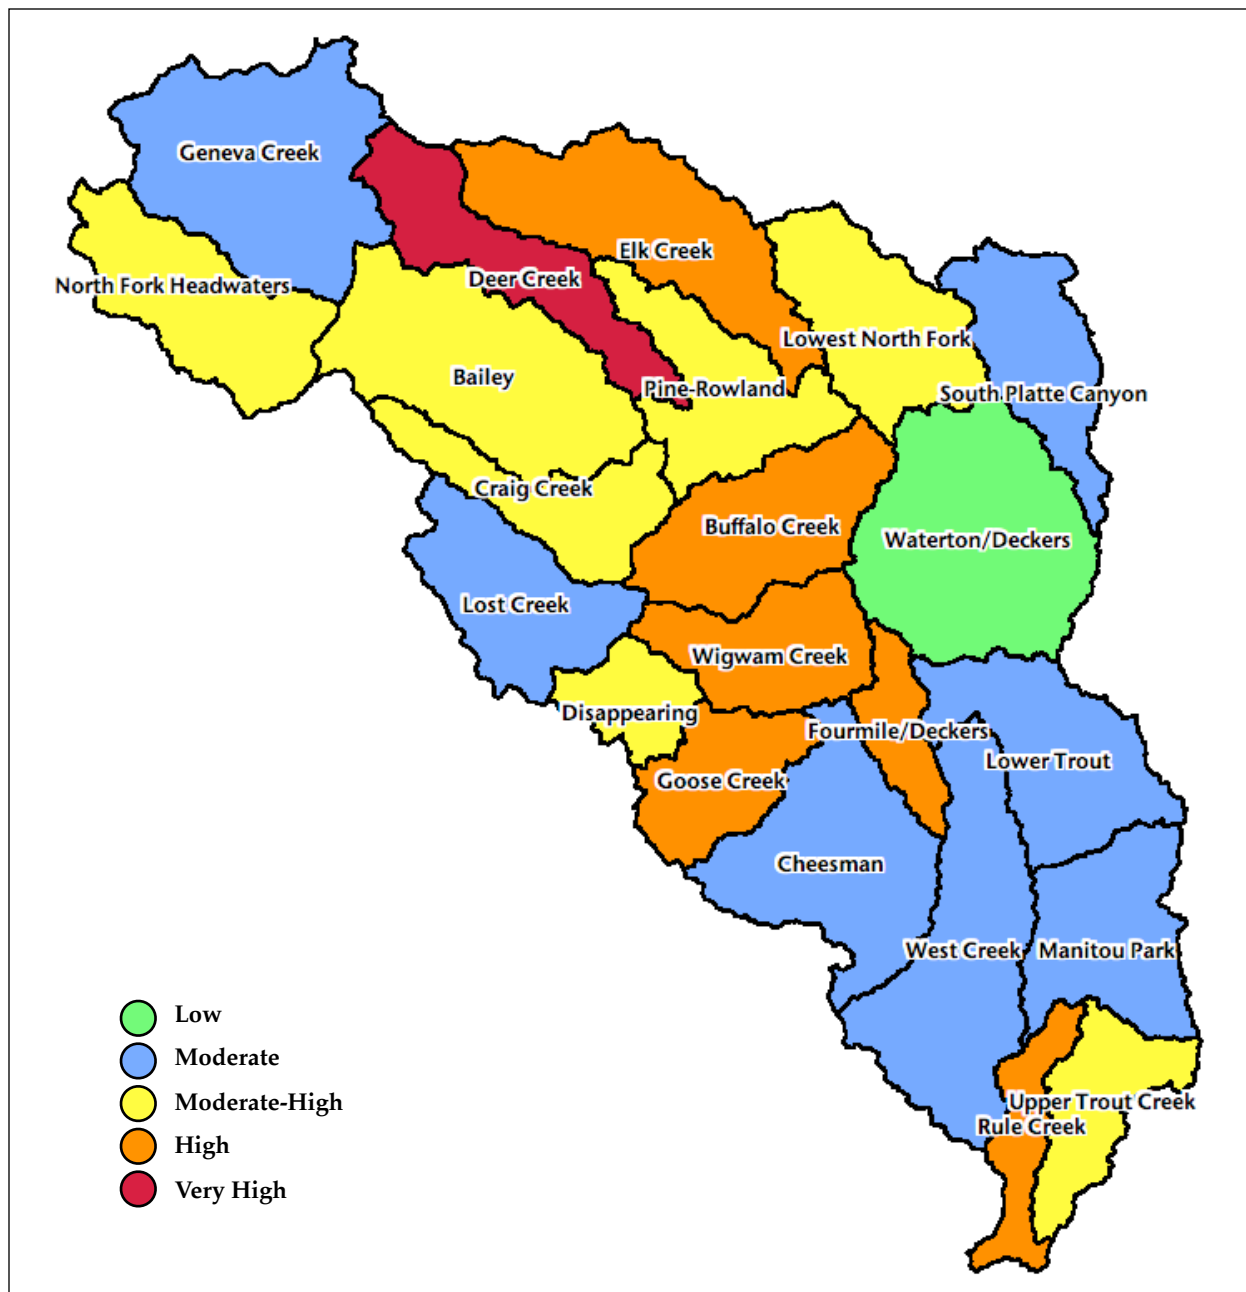 Geneva Creek
Elk Creek
Deer Creek
North Fork Headwaters
Lowest North Fork
Bailey
Pine-Rowland
South Platte Canyon
Craig Creek
Buffalo Creek
Waterton/Deckers
Lost Creek
Wigwam Creek
Disappearing
Fourmile/Deckers
Lower Trout
Goose Creek
Cheesman
West Creek
Manitou Park
Upper Trout Creek
Rule Creek
Low
Moderate
Moderate-High
High
Very High